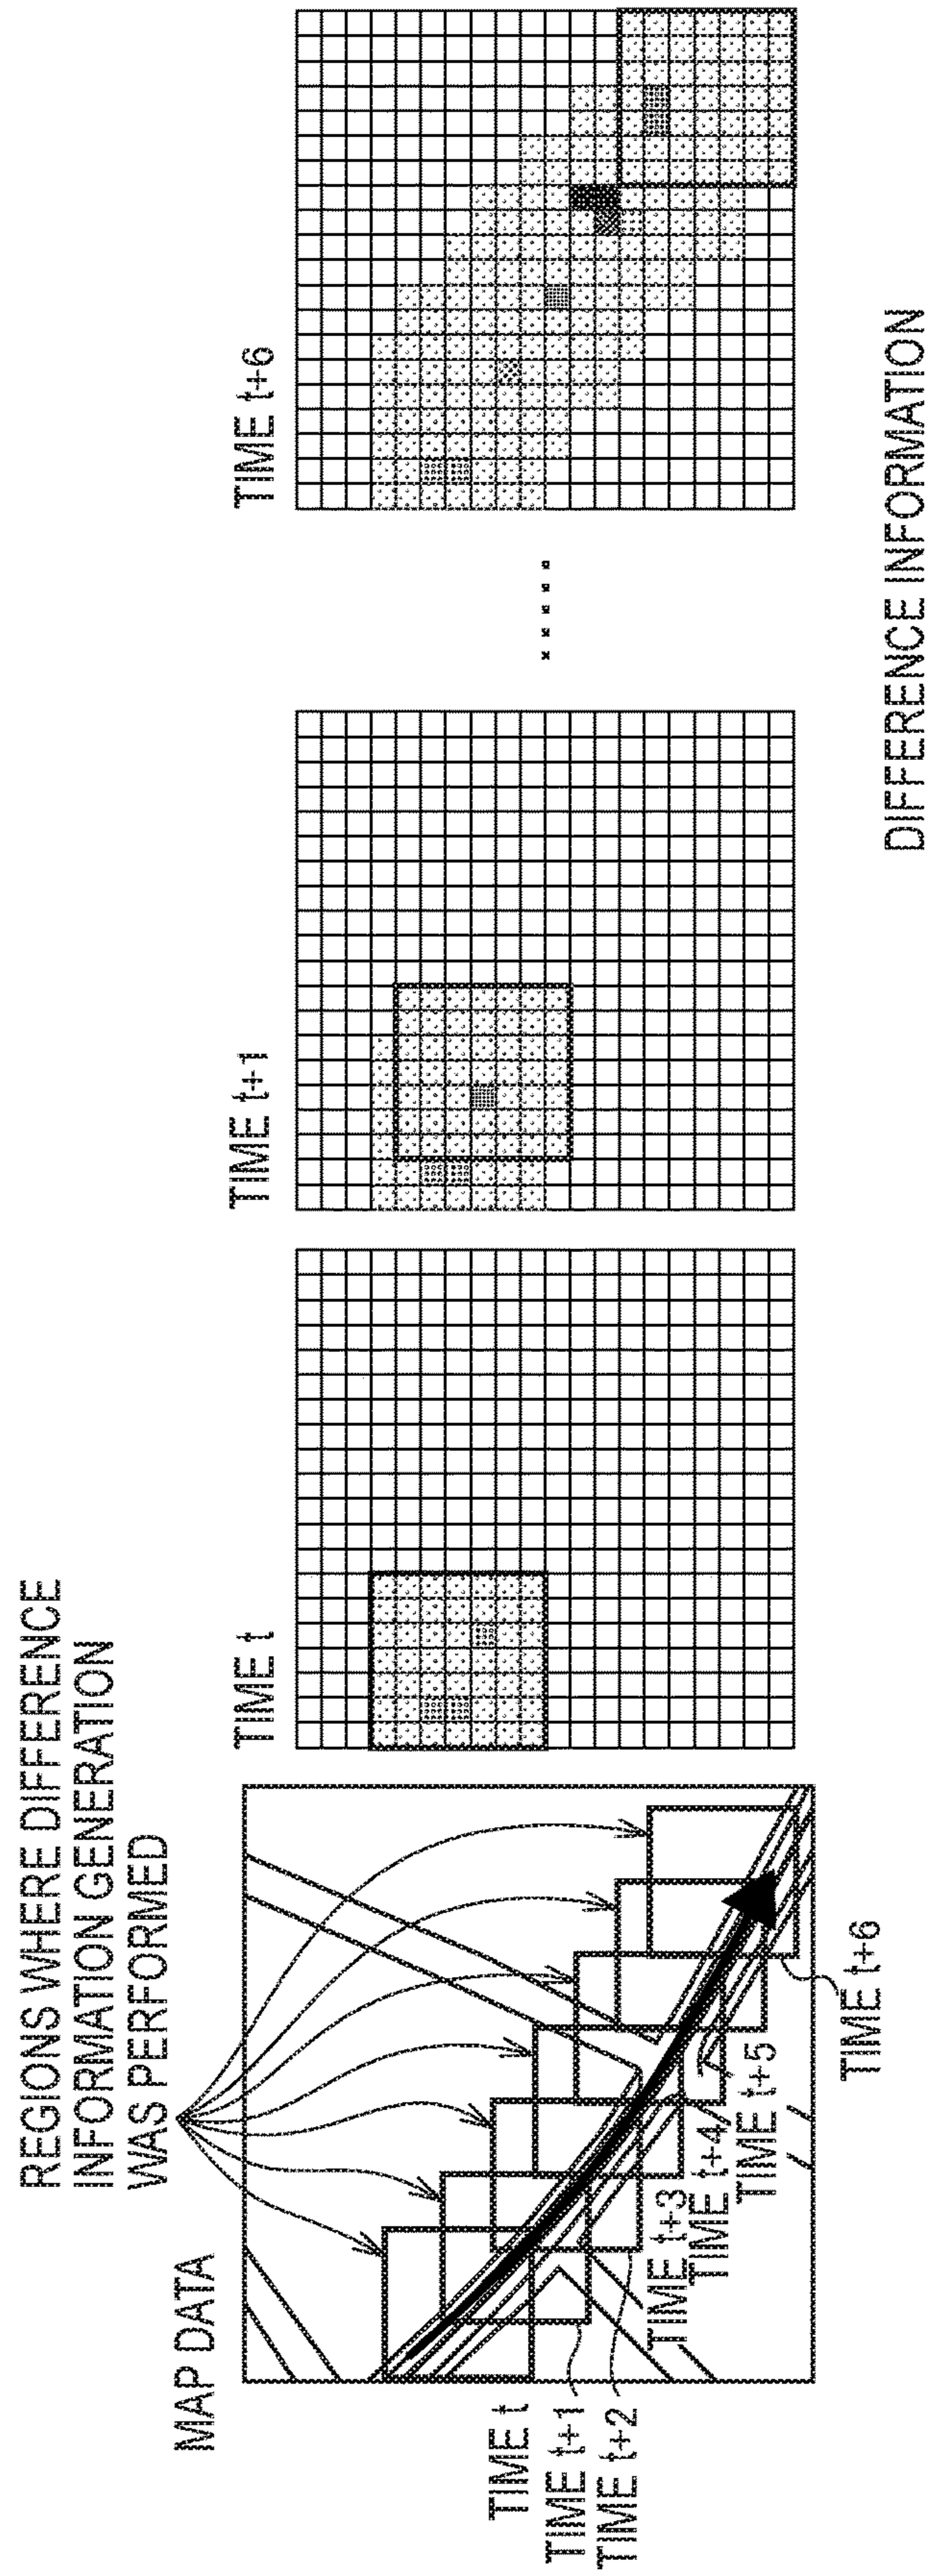 REGIONS WHERE DIFFERENCE
INFORMATION GENERATION
WAS PERFORMED
MAP DATA
TIME t
TIME t+1
TIME t+2
TIME t+3
TIME t+4
TIME t+5
TIME t+6
TIME t
TIME t+1
TIME t+6
DIFFERENCE INFORMATION